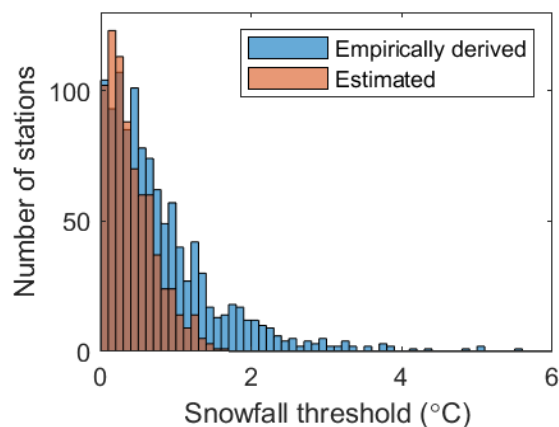 Empirically derived
Estimated
100
50
0
0 2 4 6
Number of stations
Snowfall threshold (°C)